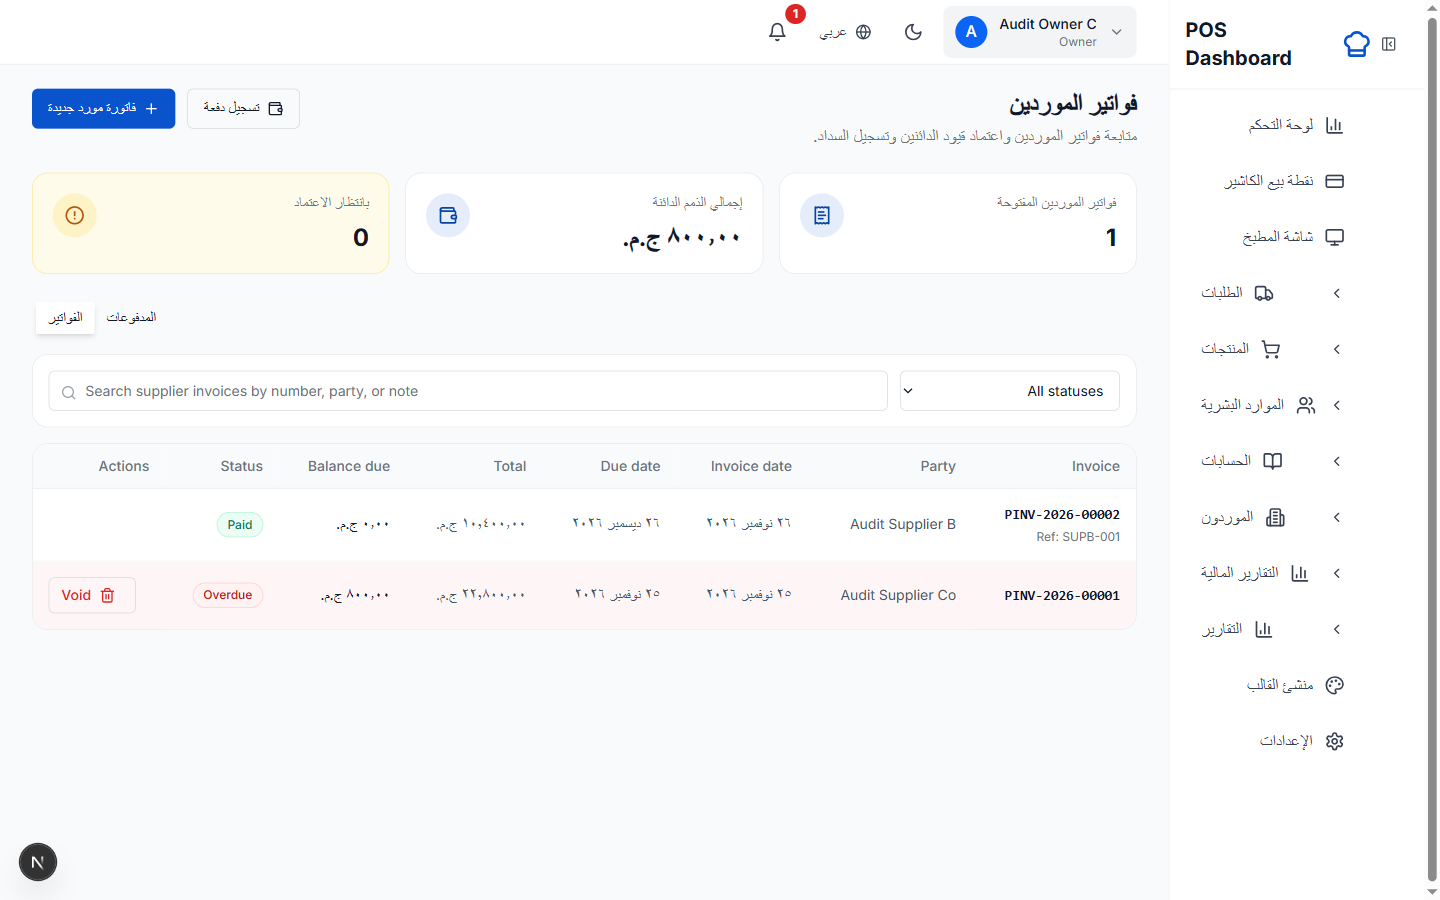 POS
Dashboard
لوحة التحكم
نقطة بيع الكاشير
شاشة المطبخ
الطلبات
المنتجات
الموارد البشرية
الحسابات
الموردون
التقارير المالية
التقارير
منشئ القالب
الإعدادات
A
Audit Owner C
Owner
عربي
1
فواتير الموردين
متابعة فواتير الموردين واعتماد قيود الدائنين وتسجيل السداد.
تسجيل دفعة
فاتورة مورد جديدة
فواتير الموردين المفتوحة
1
إجمالي الذمم الدائنة
٨٠٠٫٠٠ ج.م.
بانتظار الاعتماد
0
المدفوعات
الفواتير
Search supplier invoices by number, party, or note
All statuses
Invoice Party Invoice date Due date Total Balance due Status Actions
PINV-2026-00002 Audit Supplier B ٢٦ نوفمبر ٢٠٢٦ ٢٦ ديسمبر ٢٠٢٦ ١٠٬٤٠٠٫٠٠ ج.م. ٠٫٠٠ ج.م. Paid
Ref: SUPB-001
PINV-2026-00001 Audit Supplier Co ٢٥ نوفمبر ٢٠٢٦ ٢٥ نوفمبر ٢٠٢٦ ٢٢٬٨٠٠٫٠٠ ج.م. ٨٠٠٫٠٠ ج.م. Overdue Void
N